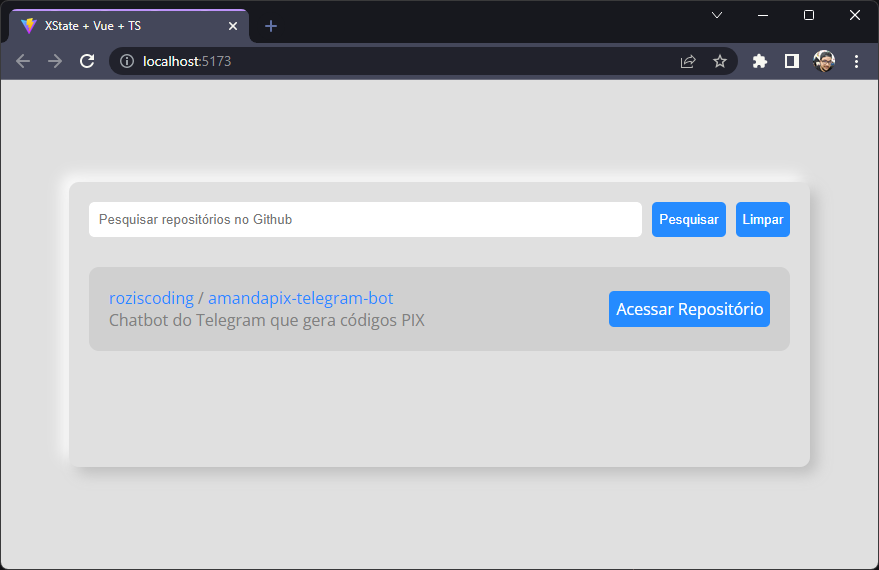 XState + Vue + TS
localhost:5173
Pesquisar repositórios no Github
Pesquisar
Limpar
roziscoding / amandapix-telegram-bot
Chatbot do Telegram que gera códigos PIX
Acessar Repositório